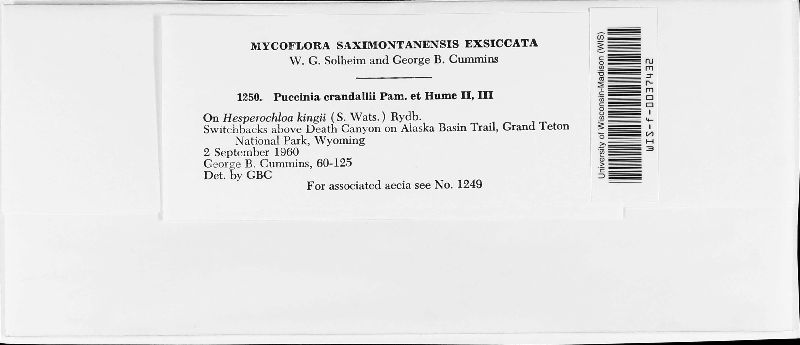 MYCOFLORA SAXIMONTANENSIS EXSICCATA
W. G. Solheim and George B. Cummins
1250. Puccinia crandallii Pam. et Hume II, III
On Hesperochloa kingii (S. Wats.) Rydb.
Switchbacks above Death Canyon on Alaska Basin Trail, Grand Teton
National Park, Wyoming
2 September 1960
George B. Cummins, 60-125
Det. by GBC
For associated aecia see No. 1249
University of Wisconsin-Madison (WIS)